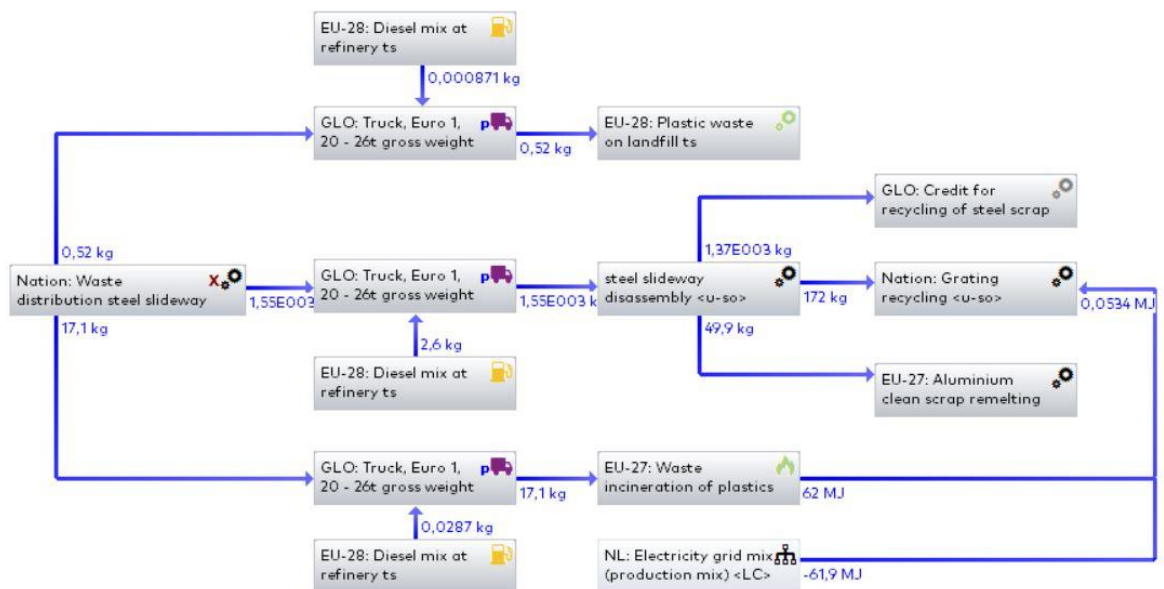 EU-28: Diesel mix at
refinery ts
0,000871 kg
GLO: Truck, Euro 1,
20 - 26t gross weight
p
0,52 kg
EU-28: Plastic waste
on landfill ts
0,52 kg
GLO: Credit for
recycling of steel scrap
1,37E003 kg
Nation: Waste
distribution steel slideway
X
1,55E003
GLO: Truck, Euro 1,
20 - 26t gross weight
p
1,55E003 k
steel slideway
disassembly <u-so>
172 kg
Nation: Grating
recycling <u-so>
0,0534 MJ
17,1 kg
2,6 kg
49,9 kg
EU-28: Diesel mix at
refinery ts
EU-27: Aluminium
clean scrap remelting
GLO: Truck, Euro 1,
20 - 26t gross weight
p
17,1 kg
EU-27: Waste
incineration of plastics
62 MJ
0,0287 kg
EU-28: Diesel mix at
refinery ts
NL: Electricity grid mix
(production mix) <LC>
-61,9 MJ